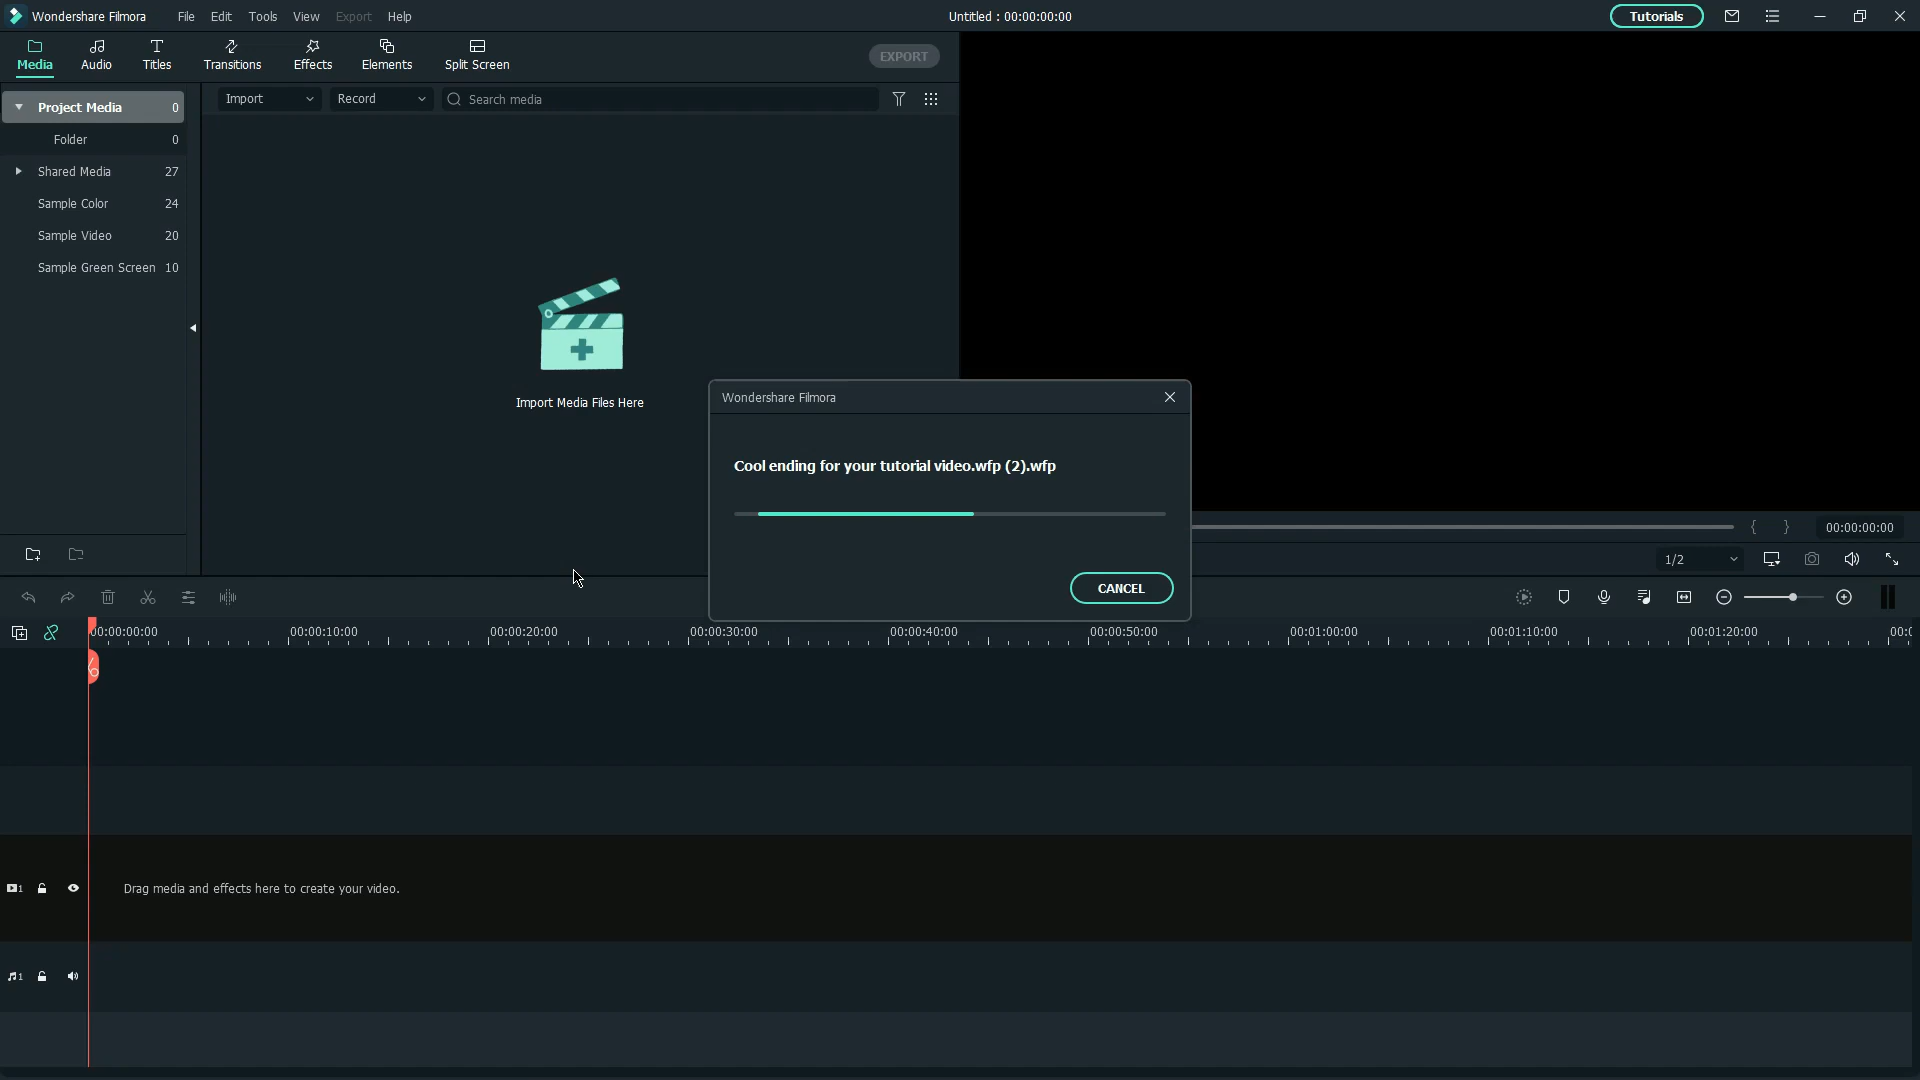 Wondershare Filmora File Edit Tools View Export Help Untitled : 00:00:00:00 Tutorials
Media Audio Titles Transitions Effects Elements Split Screen EXPORT
Project Media 0
Folder 0
Shared Media 27
Sample Color 24
Sample Video 20
Sample Green Screen 10
Import Record Search media
Import Media Files Here
Wondershare Filmora
Cool ending for your tutorial video.wfp (2).wfp
CANCEL
{ } 00:00:00:00
1/2
00:00:00:00 00:00:10:00 00:00:20:00 00:00:30:00 00:00:40:00 00:00:50:00 00:01:00:00 00:01:10:00 00:01:20:00
1 Drag media and effects here to create your video.
1